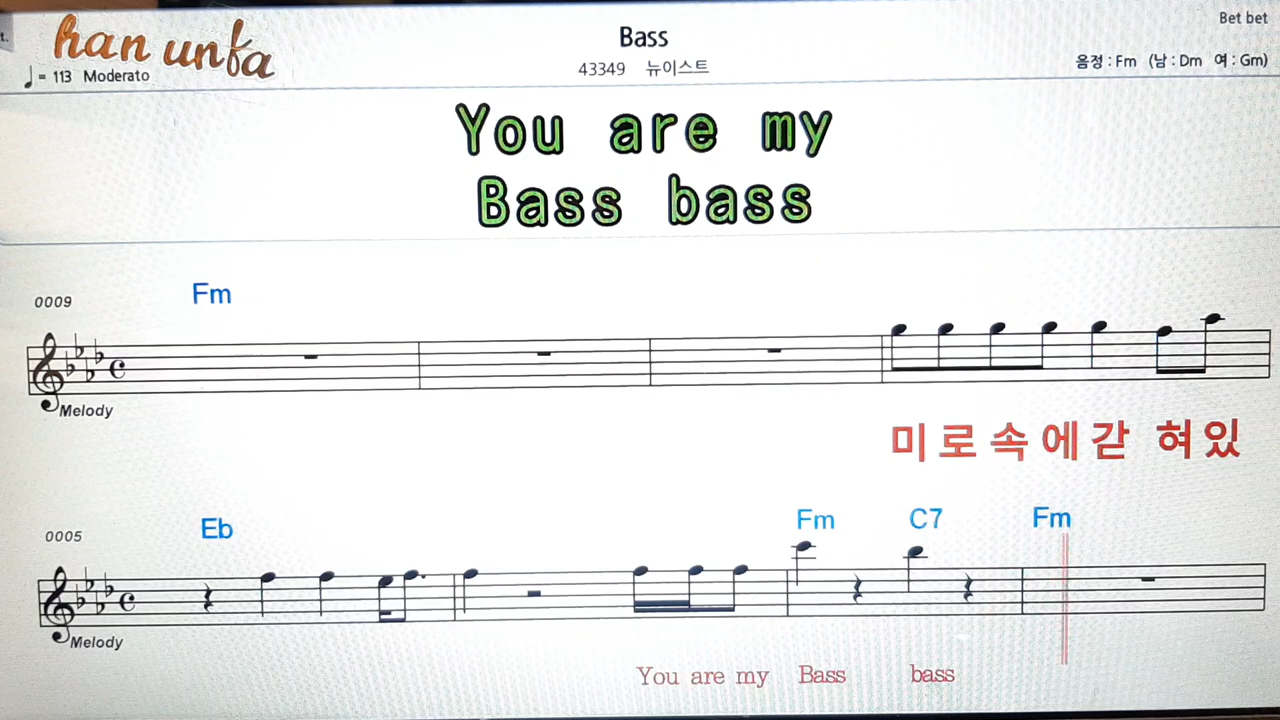 t.
han unfa
Bass
Bet bet
♩= 113 Moderato
43349 뉴이스트
음정 : Fm (남 : Dm 여 : Gm)
You are my
Bass bass
0009
Fm
Melody
미로속에갇 혀있
0005
Eb
Fm C7 Fm
Melody
You are my Bass bass